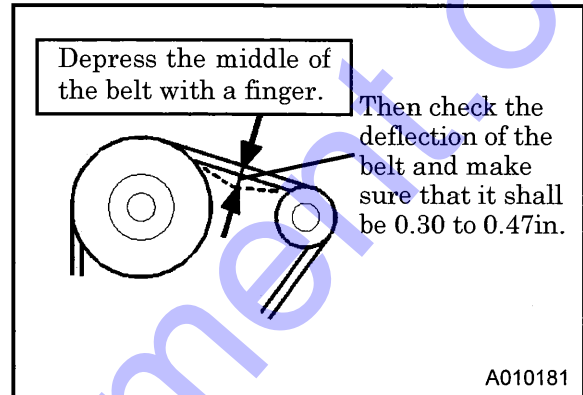 Depress the middle of
the belt with a finger.
Then check the
deflection of the
belt and make
sure that it shall
be 0.30 to 0.47in.
A010181